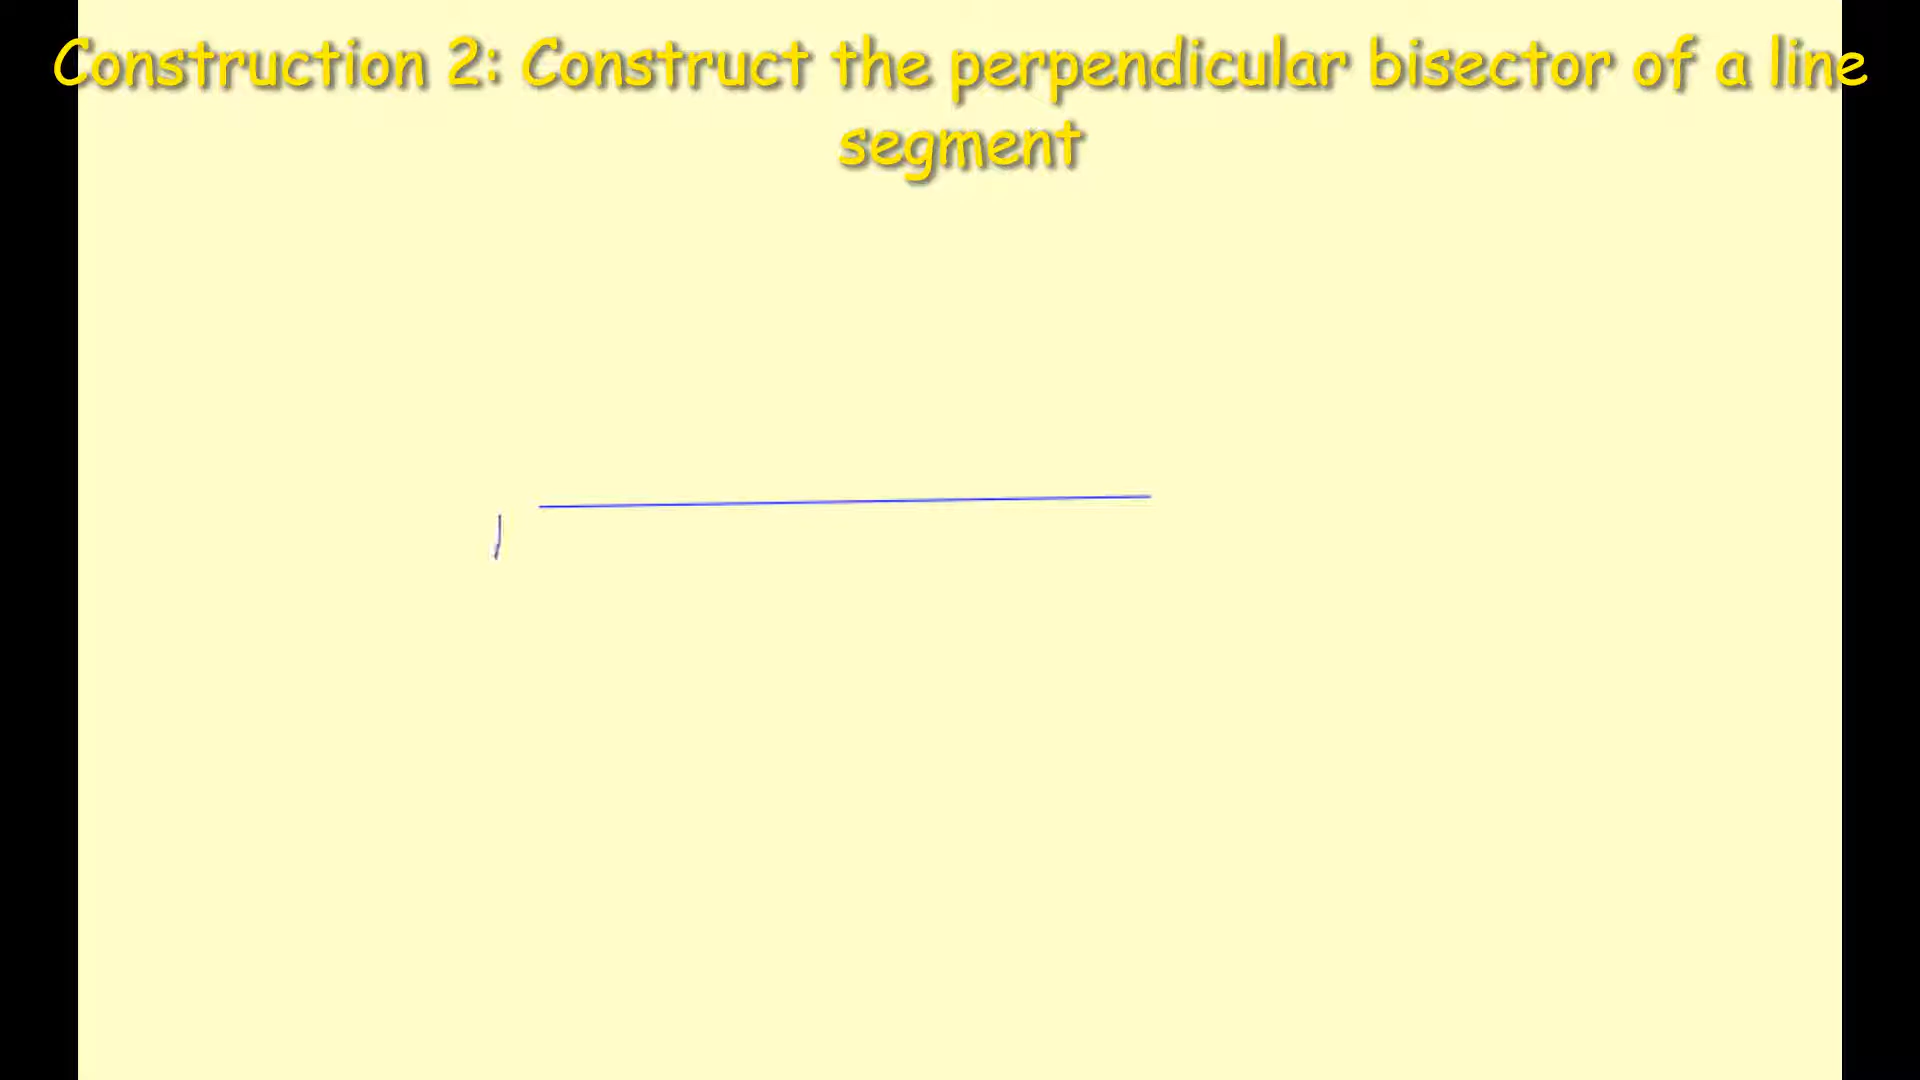 Construction 2: Construct the perpendicular bisector of a line
segment